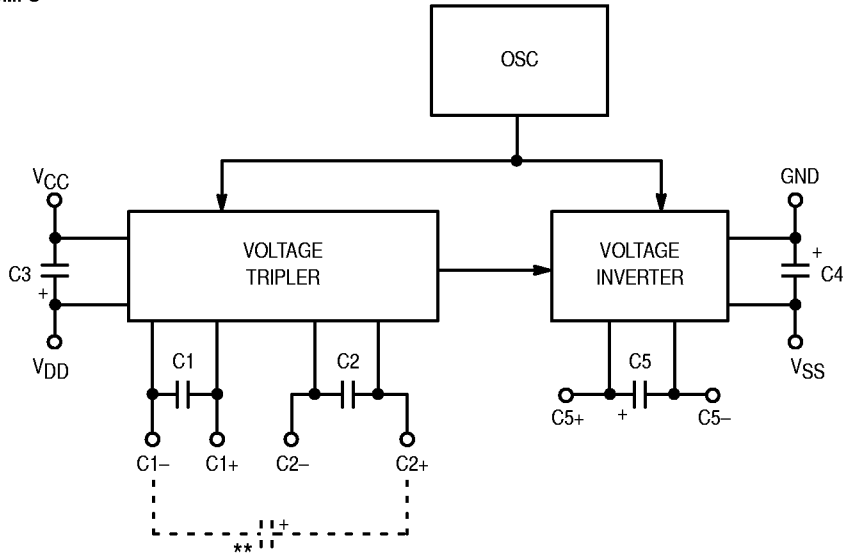 OSC
VCC
GND
VOLTAGE
TRIPLER
VOLTAGE
INVERTER
C3
+
+
C4
VDD
C1
C2
C5
VSS
C5+
+
C5–
C1–
C1+
C2–
C2+
**
+